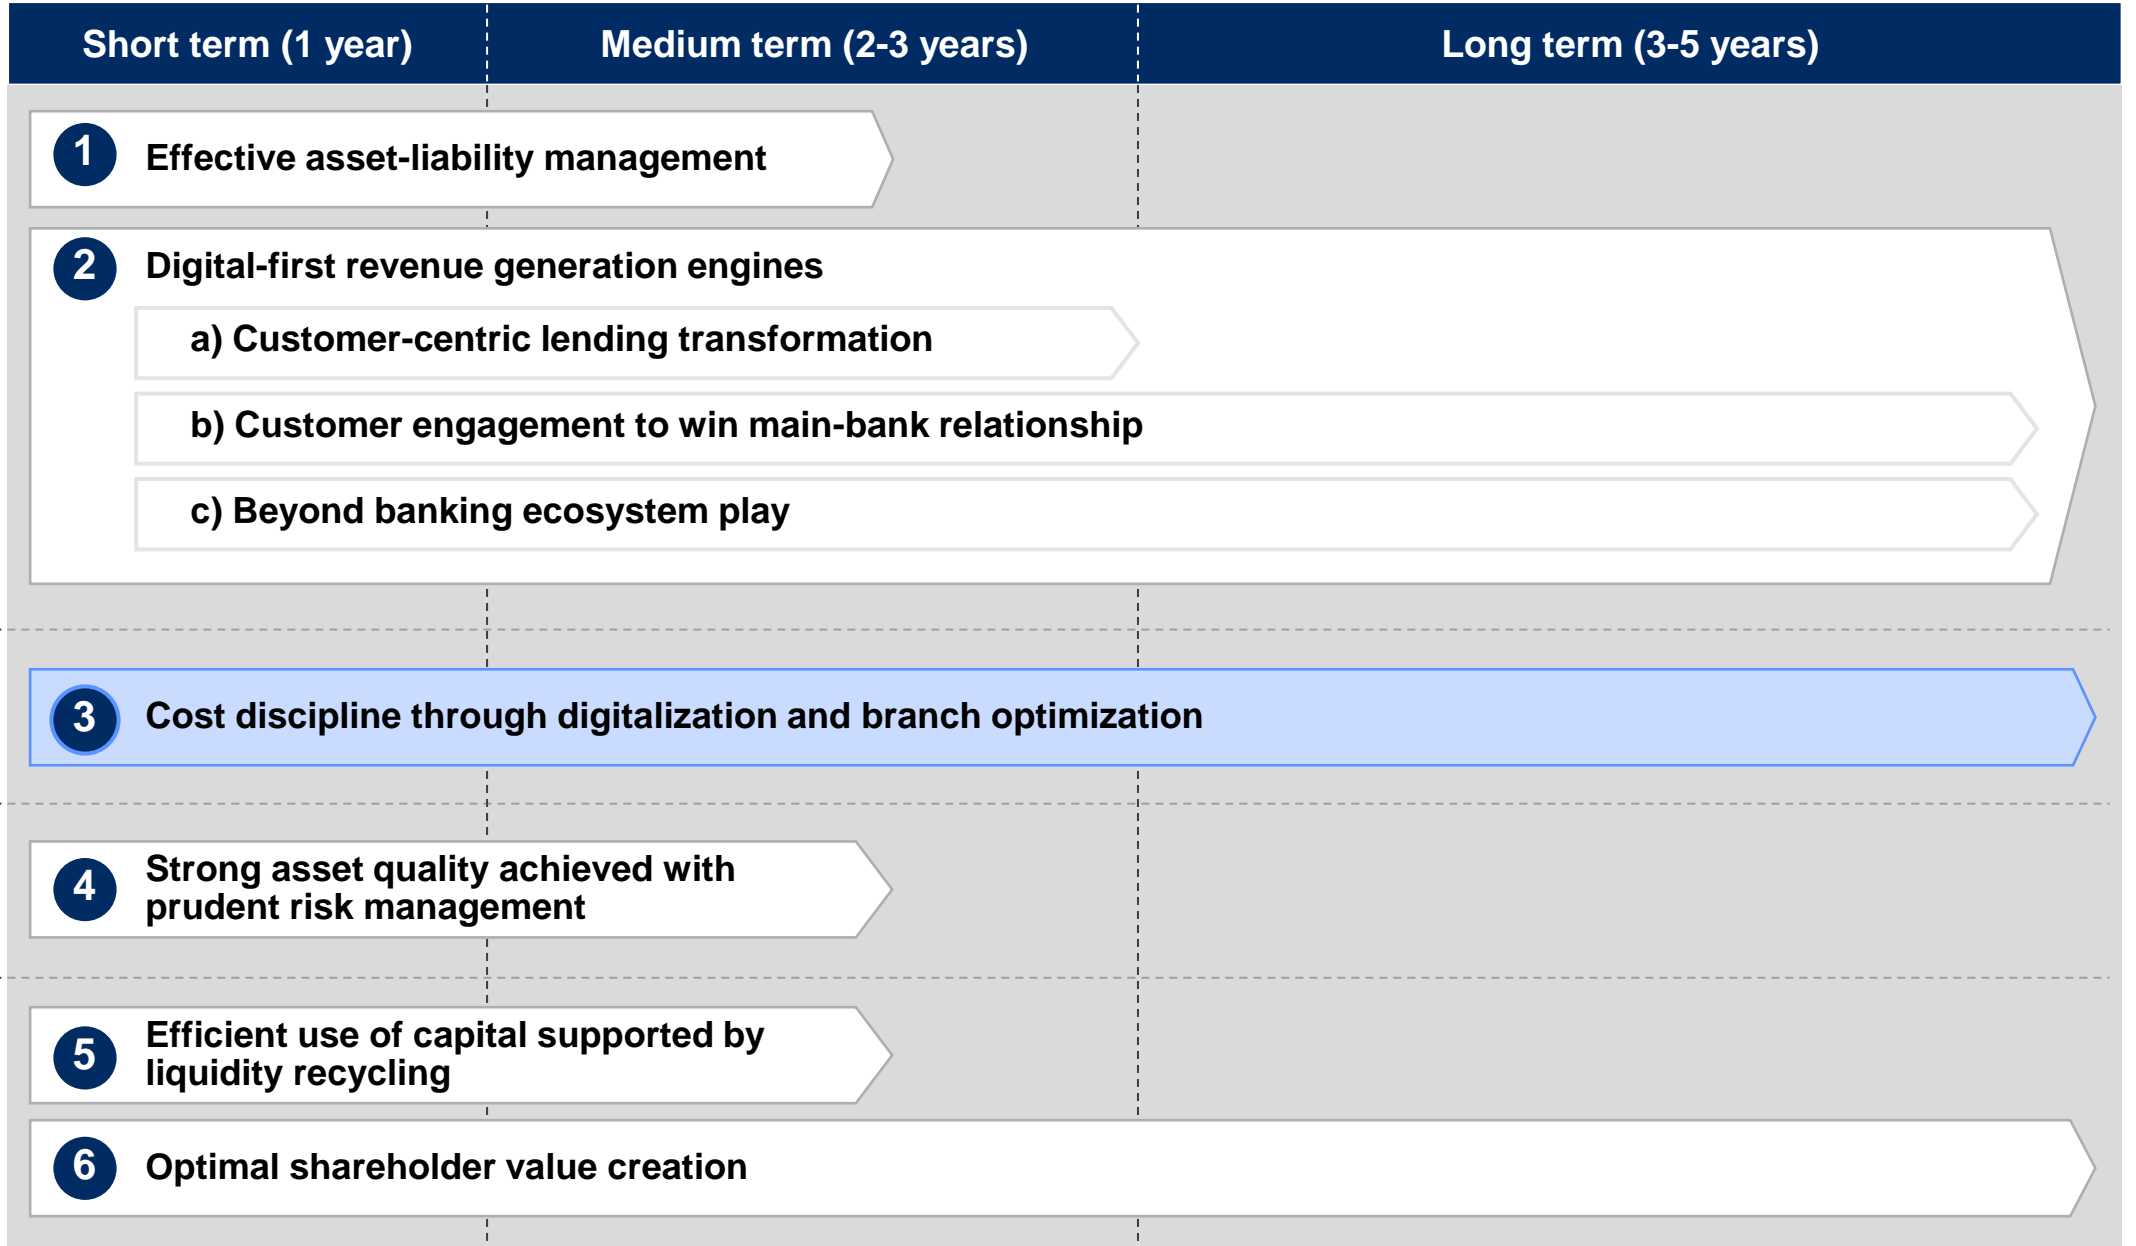 Short term (1 year)
Medium term (2-3 years)
Long term (3-5 years)
1
Effective asset-liability management
2
Digital-first revenue generation engines
a) Customer-centric lending transformation
b) Customer engagement to win main-bank relationship
c) Beyond banking ecosystem play
3
Cost discipline through digitalization and branch optimization
4
Strong asset quality achieved with
prudent risk management
5
Efficient use of capital supported by
liquidity recycling
6
Optimal shareholder value creation